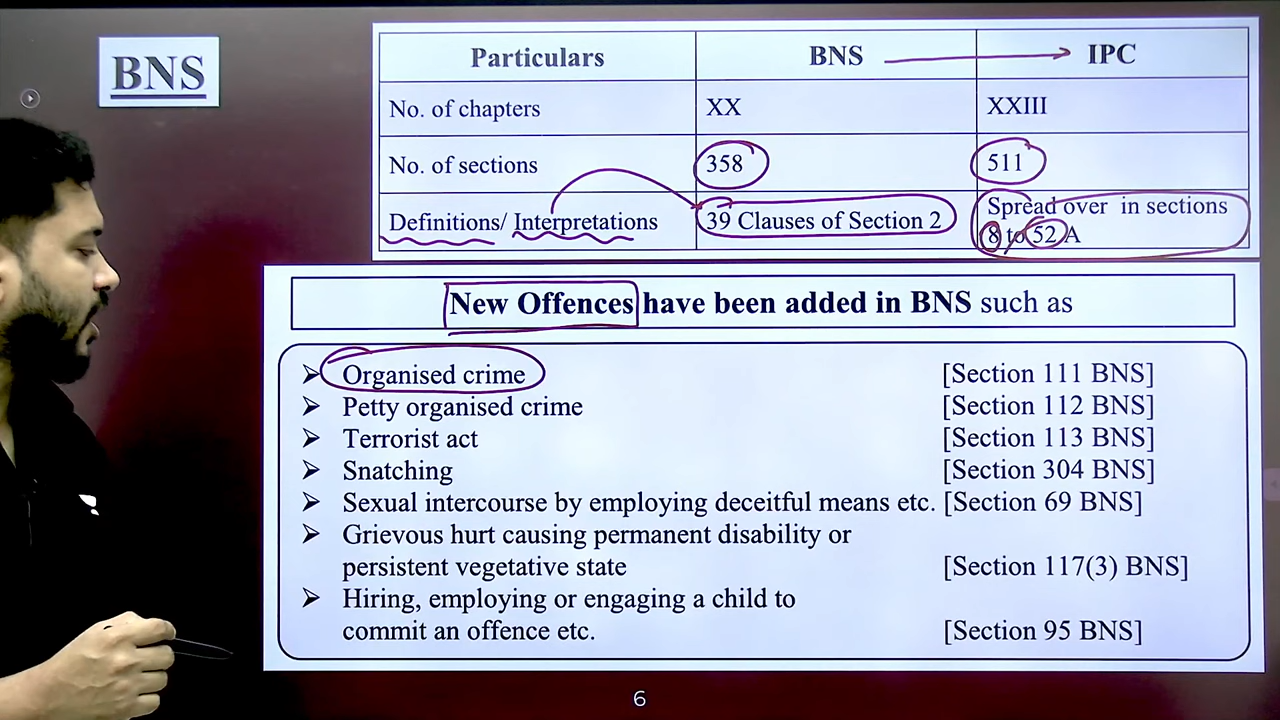 BNS
Particulars BNS IPC
No. of chapters XX XXIII
No. of sections 358 511
Definitions/ Interpretations 39 Clauses of Section 2 Spread over in sections
8 to 52 A
New Offences have been added in BNS such as
➢ Organised crime [Section 111 BNS]
➢ Petty organised crime [Section 112 BNS]
➢ Terrorist act [Section 113 BNS]
➢ Snatching [Section 304 BNS]
➢ Sexual intercourse by employing deceitful means etc. [Section 69 BNS]
➢ Grievous hurt causing permanent disability or
persistent vegetative state [Section 117(3) BNS]
➢ Hiring, employing or engaging a child to
commit an offence etc. [Section 95 BNS]
6